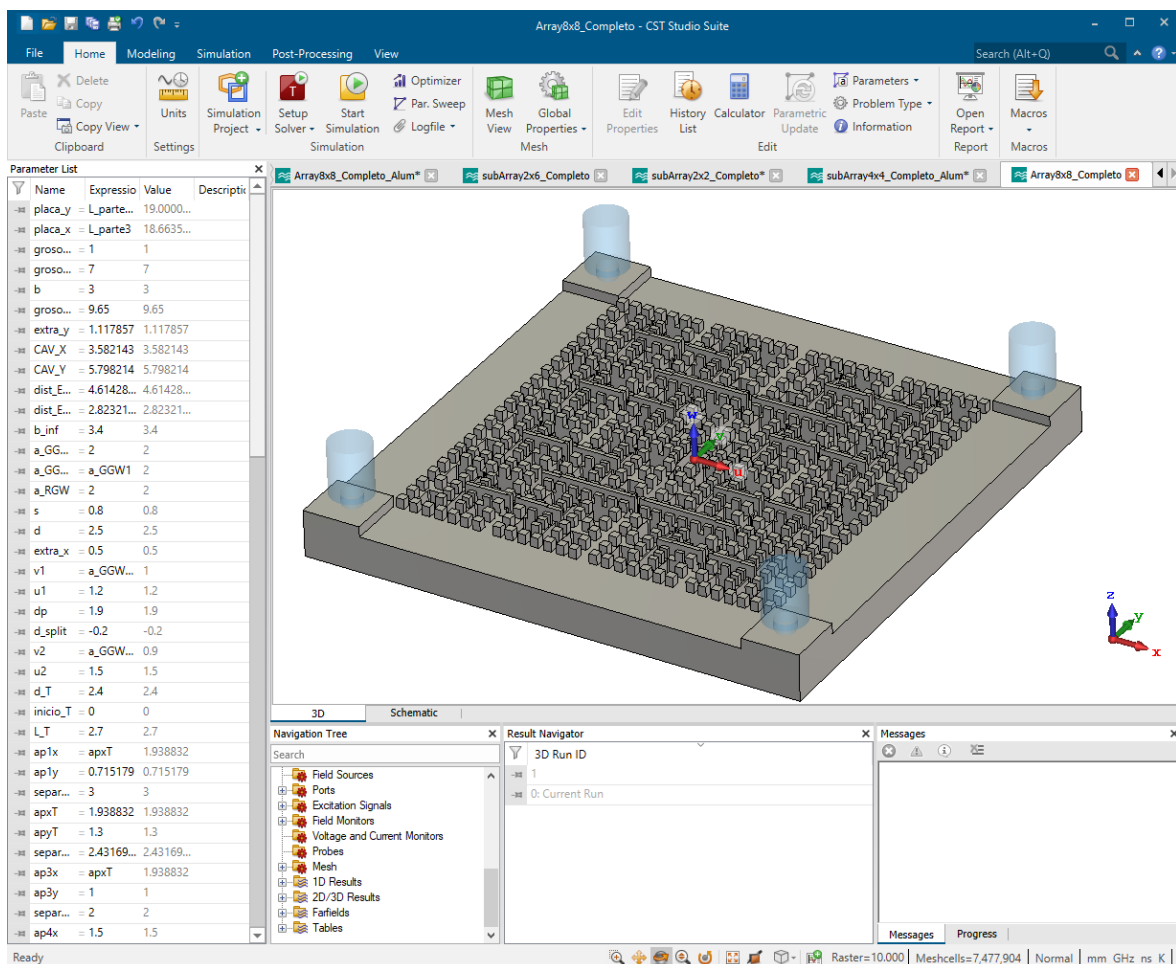 Array8x8_Completo - CST Studio Suite
File Home Modeling Simulation Post-Processing View Search (Alt+Q)
Paste
Delete
Copy
Copy View
Clipboard
Units
Settings
Simulation Project
Setup Solver
Start Simulation
Optimizer
Par. Sweep
Logfile
Simulation
Mesh View
Global Properties
Mesh
Edit Properties
History List
Calculator
Parametric Update
Parameters
Problem Type
Information
Edit
Open Report
Report
Macros
Macros
Parameter List
Array8x8_Completo_Alum* subArray2x6_Completo subArray2x2_Completo* subArray4x4_Completo_Alum* Array8x8_Completo
Name Expressio Value Descriptic
placa_y = L_parte... 19.0000...
placa_x = L_parte3 18.6635...
groso... = 1 1
groso... = 7 7
b = 3 3
groso... = 9.65 9.65
extra_y = 1.117857 1.117857
CAV_X = 3.582143 3.582143
CAV_Y = 5.798214 5.798214
dist_E... = 4.61428... 4.61428...
dist_E... = 2.82321... 2.82321...
b_inf = 3.4 3.4
a_GG... = 2 2
a_GG... = a_GGW1 2
a_RGW = 2 2
s = 0.8 0.8
d = 2.5 2.5
extra_x = 0.5 0.5
v1 = a_GGW... 1
u1 = 1.2 1.2
dp = 1.9 1.9
d_split = -0.2 -0.2
v2 = a_GGW... 0.9
u2 = 1.5 1.5
d_T = 2.4 2.4
inicio_T = 0 0
L_T = 2.7 2.7
ap1x = apxT 1.938832
ap1y = 0.715179 0.715179
separ... = 3 3
apxT = 1.938832 1.938832
apyT = 1.3 1.3
separ... = 2.43169... 2.43169...
ap3x = apxT 1.938832
ap3y = 1 1
separ... = 2 2
ap4x = 1.5 1.5
w
v
u
z
y
x
3D Schematic
Navigation Tree
Search
Field Sources
Ports
Excitation Signals
Field Monitors
Voltage and Current Monitors
Probes
Mesh
1D Results
2D/3D Results
Farfields
Tables
Result Navigator
3D Run ID
1
0: Current Run
Messages
Messages Progress
Ready Raster=10.000 Meshcells=7,477,904 Normal mm GHz ns K